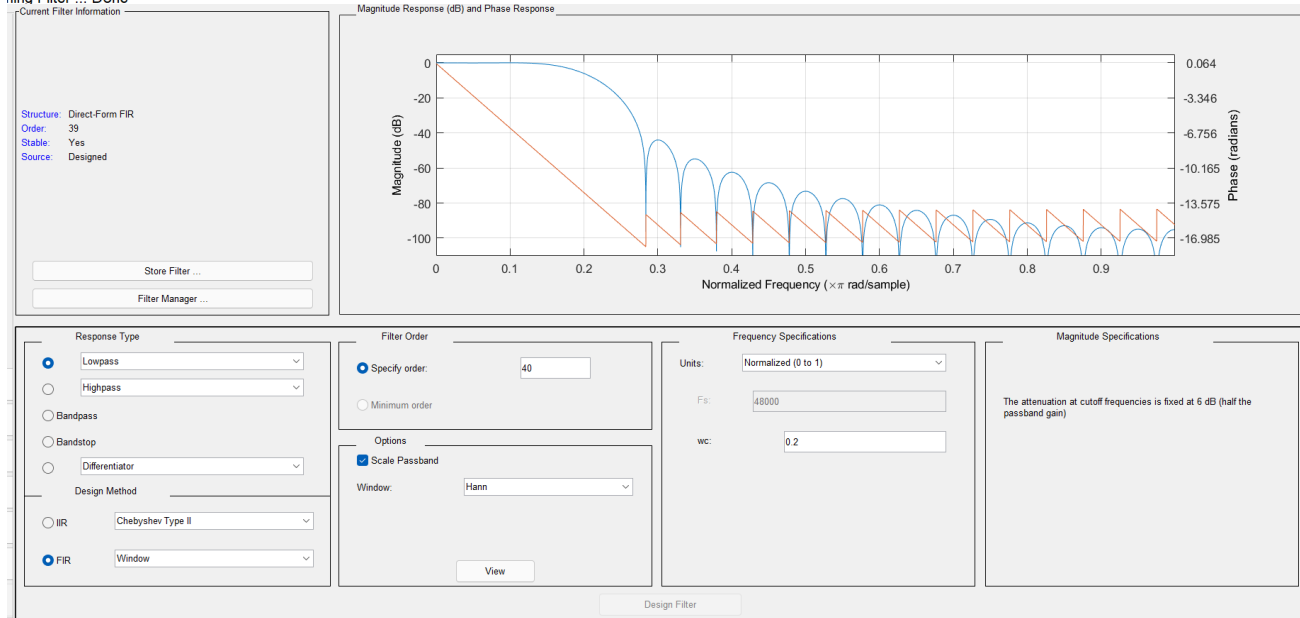 ning Filter ... Done
Current Filter Information
Structure: Direct-Form FIR
Order: 39
Stable: Yes
Source: Designed
Store Filter ...
Filter Manager ...
Magnitude Response (dB) and Phase Response
0
-20
-40
-60
-80
-100
Magnitude (dB)
0.064
-3.346
-6.756
-10.165
-13.575
-16.985
Phase (radians)
0 0.1 0.2 0.3 0.4 0.5 0.6 0.7 0.8 0.9
Normalized Frequency (×π rad/sample)
Response Type
Lowpass
Highpass
Bandpass
Bandstop
Differentiator
Design Method
IIR Chebyshev Type II
FIR Window
Filter Order
Specify order: 40
Minimum order
Options
Scale Passband
Window: Hann
View
Frequency Specifications
Units: Normalized (0 to 1)
Fs: 48000
wc: 0.2
Magnitude Specifications
The attenuation at cutoff frequencies is fixed at 6 dB (half the
passband gain)
Design Filter